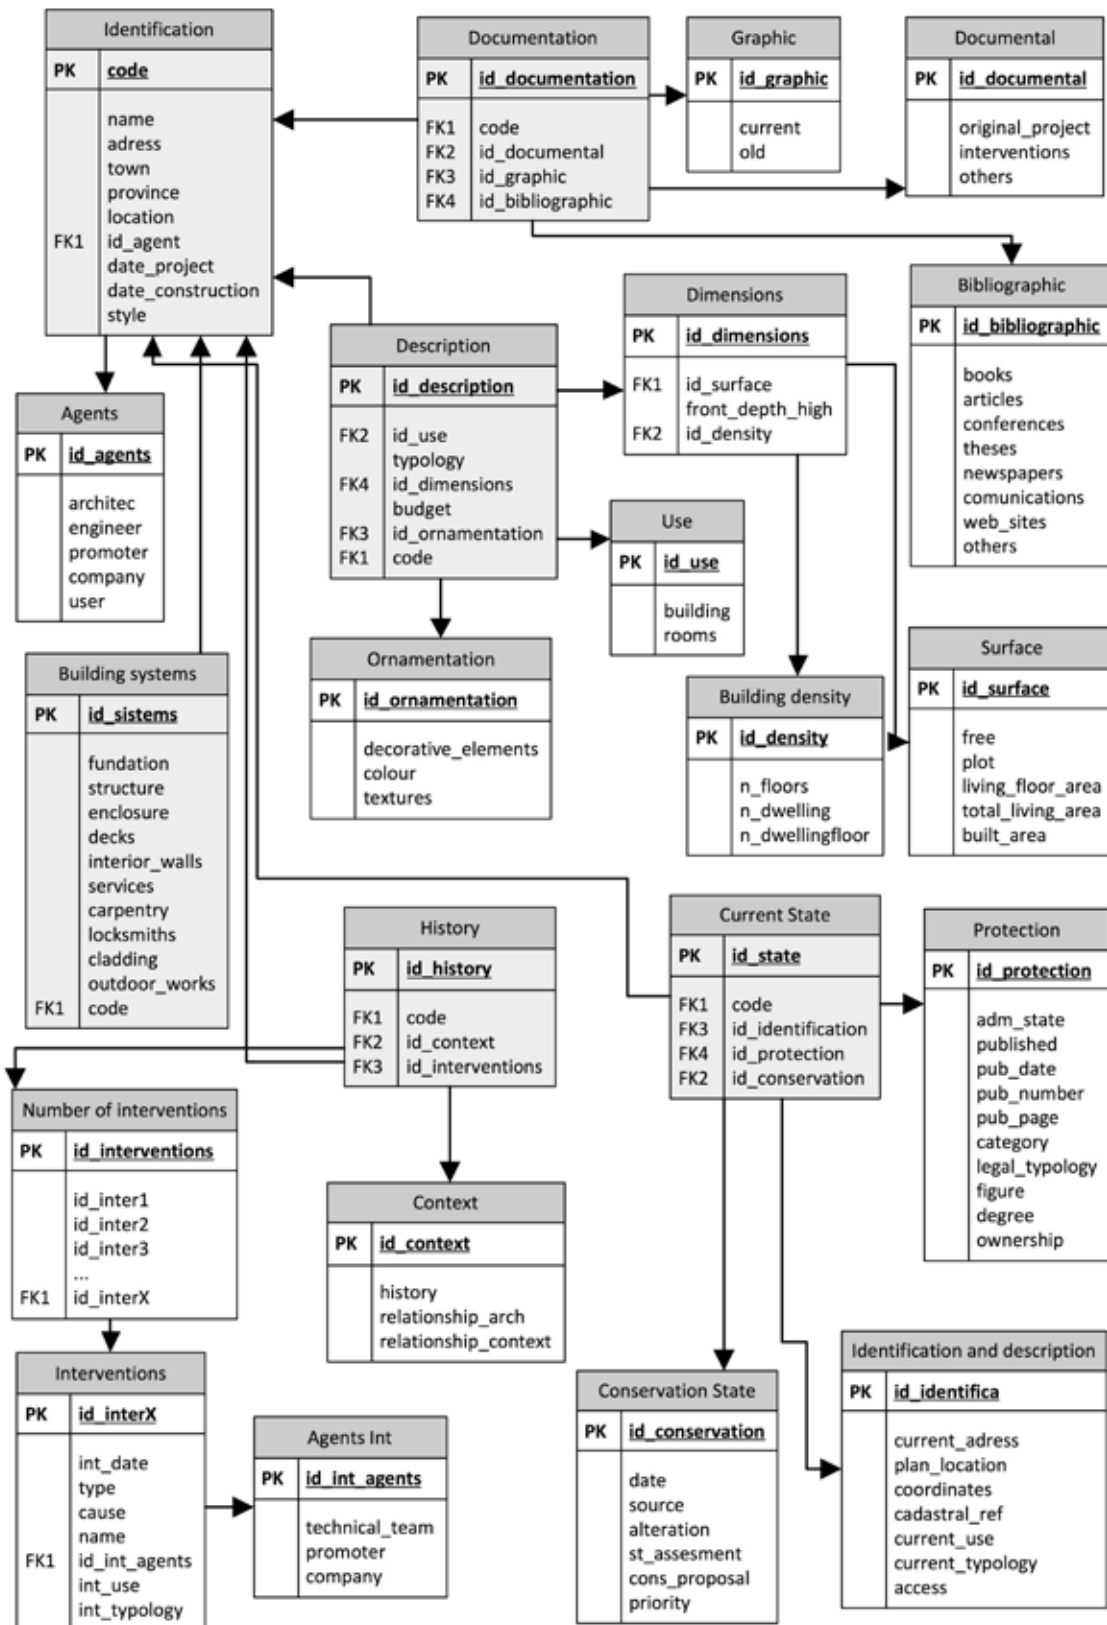 Identification
PK code
name
adress
town
province
location
FK1 id_agent
date_project
date_construction
style
Documentation
PK id_documentation
FK1 code
FK2 id_documental
FK3 id_graphic
FK4 id_bibliographic
Graphic
PK id_graphic
current
old
Documental
PK id_documental
original_project
interventions
others
Bibliographic
PK id_bibliographic
books
articles
conferences
theses
newspapers
comunications
web_sites
others
Dimensions
PK id_dimensions
FK1 id_surface
front_depth_high
FK2 id_density
Description
PK id_description
FK2 id_use
typology
FK4 id_dimensions
budget
FK3 id_ornamentation
FK1 code
Agents
PK id_agents
architec
engineer
promoter
company
user
Use
PK id_use
building
rooms
Ornamentation
PK id_ornamentation
decorative_elements
colour
textures
Surface
PK id_surface
free
plot
living_floor_area
total_living_area
built_area
Building density
PK id_density
n_floors
n_dwelling
n_dwellingfloor
Building systems
PK id_sistems
fundation
structure
enclosure
decks
interior_walls
services
carpentry
locksmiths
cladding
outdoor_works
FK1 code
History
PK id_history
FK1 code
FK2 id_context
FK3 id_interventions
Current State
PK id_state
FK1 code
FK3 id_identification
FK4 id_protection
FK2 id_conservation
Protection
PK id_protection
adm_state
published
pub_date
pub_number
pub_page
category
legal_typology
figure
degree
ownership
Number of interventions
PK id_interventions
id_inter1
id_inter2
id_inter3
...
FK1 id_interX
Context
PK id_context
history
relationship_arch
relationship_context
Interventions
PK id_interX
int_date
type
cause
name
FK1 id_int_agents
int_use
int_typology
Agents Int
PK id_int_agents
technical_team
promoter
company
Conservation State
PK id_conservation
date
source
alteration
st_assesment
cons_proposal
priority
Identification and description
PK id_identifica
current_adress
plan_location
coordinates
cadastral_ref
current_use
current_typology
access